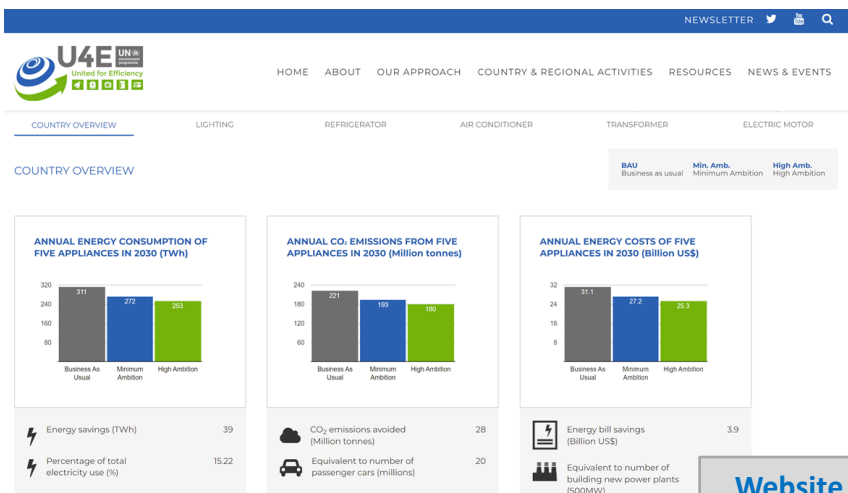 NEWSLETTER
U4E UN environment programme
United for Efficiency
HOME ABOUT OUR APPROACH COUNTRY & REGIONAL ACTIVITIES RESOURCES NEWS & EVENTS
COUNTRY OVERVIEW LIGHTING REFRIGERATOR AIR CONDITIONER TRANSFORMER ELECTRIC MOTOR
COUNTRY OVERVIEW
BAU Min. Amb. High Amb.
Business as usual Minimum Ambition High Ambition
ANNUAL ENERGY CONSUMPTION OF
FIVE APPLIANCES IN 2030 (TWh)
320
240
160
80
311
272
253
Business As
Usual
Minimum
Ambition
High Ambition
Energy savings (TWh) 39
Percentage of total
electricity use (%) 15.22
ANNUAL CO₂ EMISSIONS FROM FIVE
APPLIANCES IN 2030 (Million tonnes)
240
180
120
60
221
193
180
Business As
Usual
Minimum
Ambition
High Ambition
CO₂ emissions avoided
(Million tonnes) 28
Equivalent to number of
passenger cars (millions) 20
ANNUAL ENERGY COSTS OF FIVE
APPLIANCES IN 2030 (Billion US$)
32
24
16
8
31.1
27.2
25.3
Business As
Usual
Minimum
Ambition
High Ambition
Energy bill savings
(Billion US$) 3.9
Equivalent to number of
building new power plants
(500MW)
Website